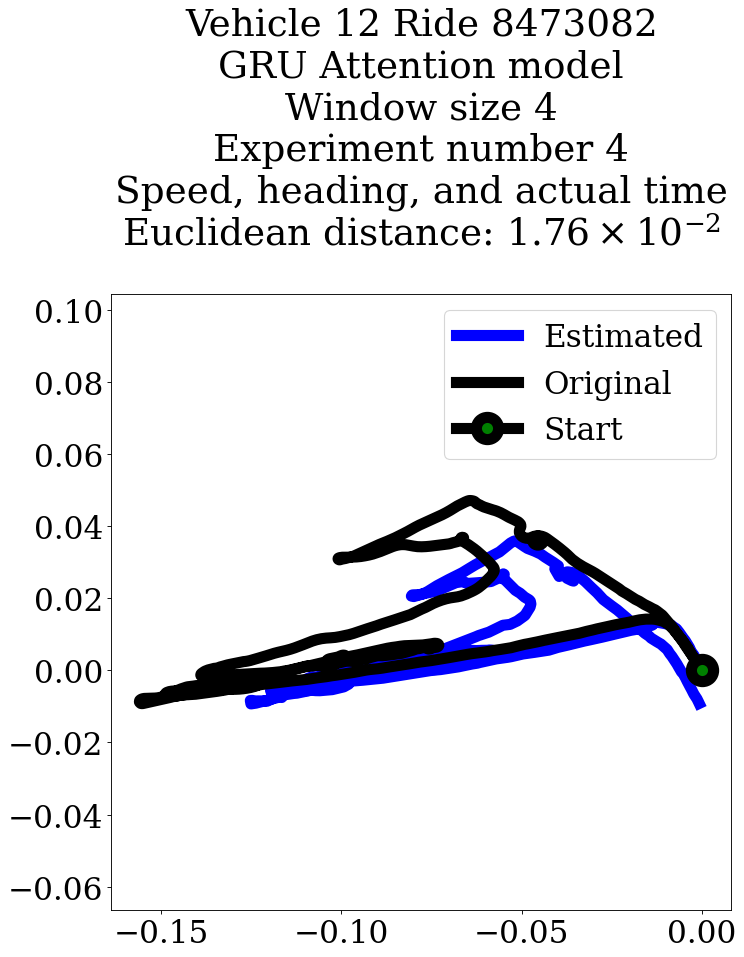 Vehicle 12 Ride 8473082
GRU Attention model
Window size 4
Experiment number 4
Speed, heading, and actual time
Euclidean distance: 1.76 × 10⁻²
Estimated
Original
Start
0.10
0.08
0.06
0.04
0.02
0.00
−0.02
−0.04
−0.06
−0.15
−0.10
−0.05
0.00